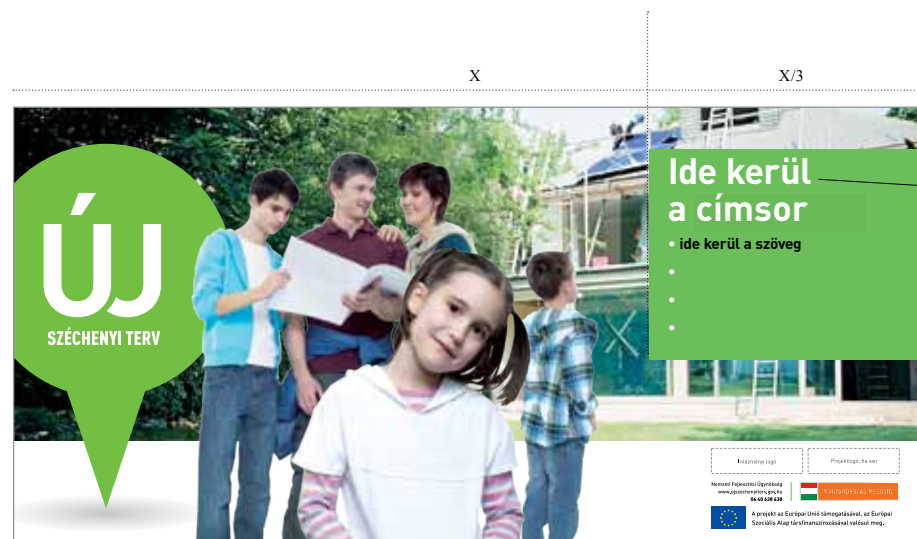 X
X/3
ÚJ
SZÉCHENYI TERV
Ide kerül
a címsor
• ide kerül a szöveg
•
•
•
Intézményi logó
Projektlogó, ha van
Nemzeti Fejlesztési Ügynökség
www.ujszechenyiterv.gov.hu
06 40 638 638
MAGYARORSZÁG MEGÚJUL
A projekt az Európai Unió támogatásával, az Európai
Szociális Alap társfinanszírozásával valósul meg.